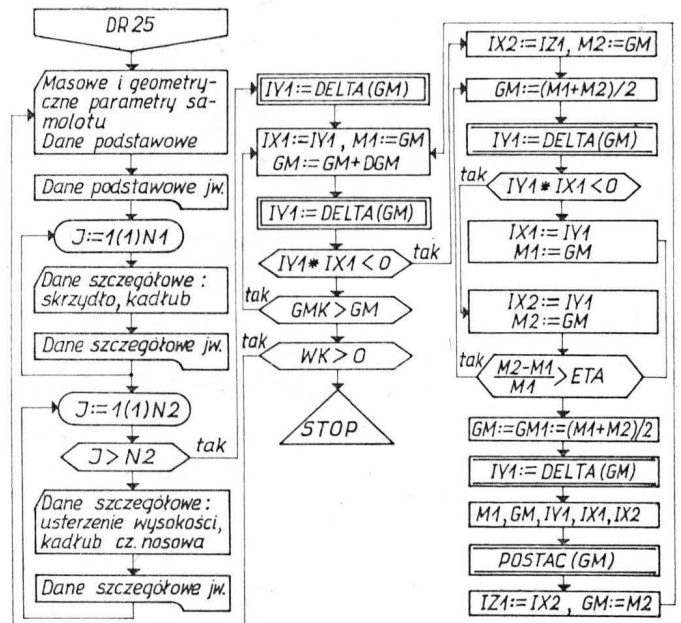 DR 25
Masowe i geometry-
czne parametry sa-
molotu
Dane podstawowe
Dane podstawowe jw.
J:=1(1)N1
Dane szczegółowe:
skrzydło, kadłub
Dane szczegółowe jw.
J:=1(1)N2
J>N2
tak
Dane szczegółowe:
usterzenie wysokości,
kadłub cz. nosowa
Dane szczegółowe jw.
IY1:=DELTA(GM)
IX1:=IY1, M1:=GM
GM:=GM+DGM
IY1:=DELTA(GM)
IY1*IX1<0
tak
tak
GMK>GM
tak
WK>0
STOP
IX2:=IZ1, M2:=GM
GM:=(M1+M2)/2
IY1:=DELTA(GM)
tak
IY1*IX1<0
IX1:=IY1
M1:=GM
IX2:=IY1
M2:=GM
tak
M2-M1
M1
>ETA
GM:=GM1:=(M1+M2)/2
IY1:=DELTA(GM)
M1,GM,IY1,IX1,IX2
POSTAC(GM)
IZ1:=IX2, GM:=M2